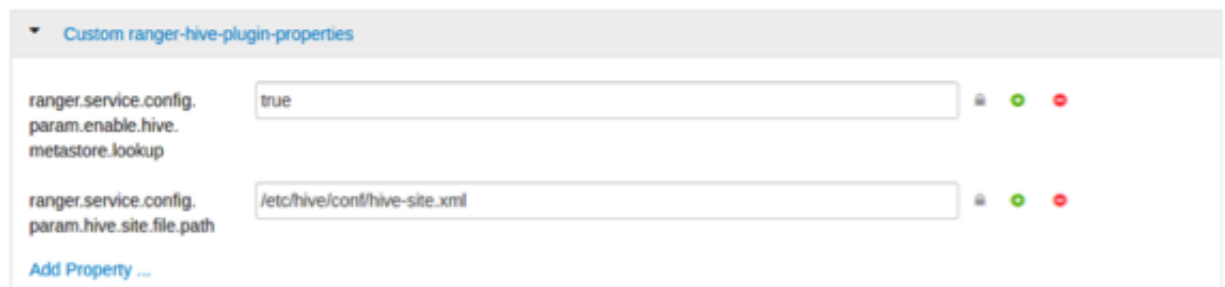 Custom ranger-hive-plugin-properties
ranger.service.config.
param.enable.hive.
metastore.lookup
true
ranger.service.config.
param.hive.site.file.path
/etc/hive/conf/hive-site.xml
Add Property ...